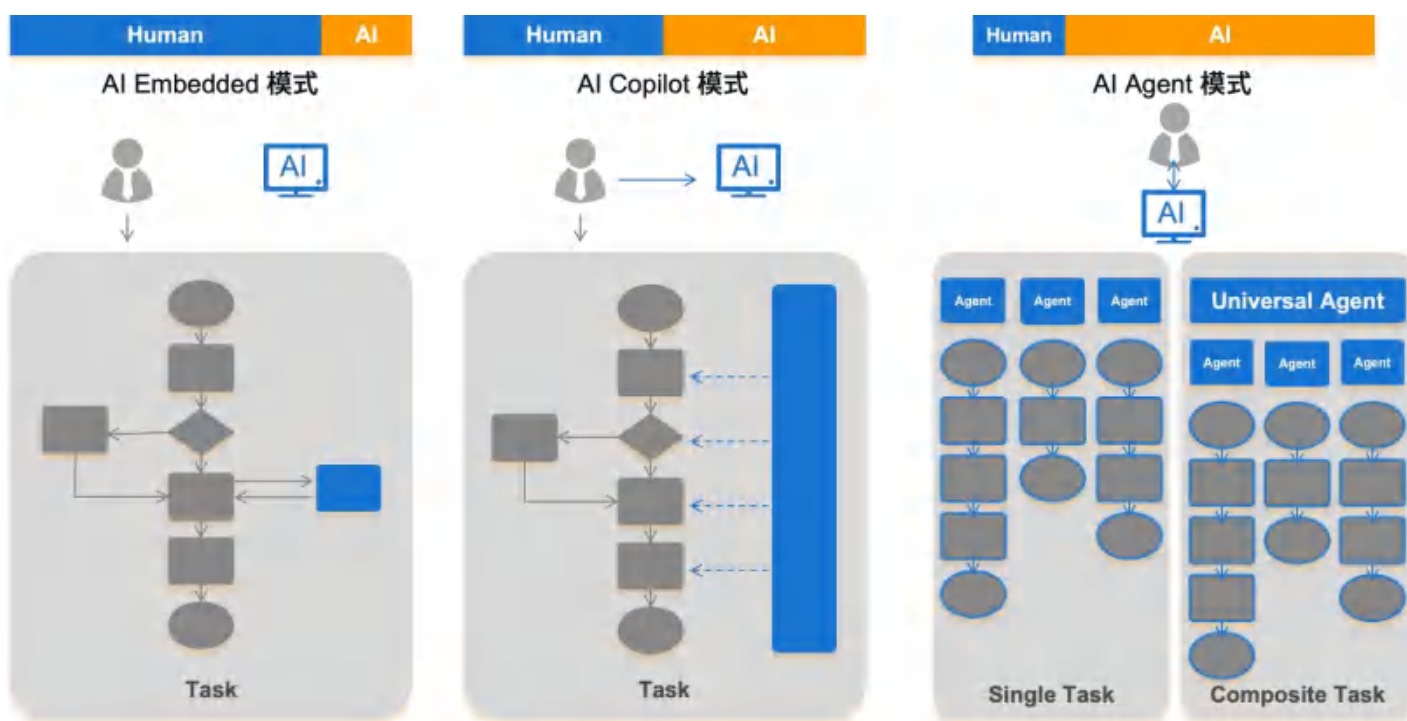 Human AI
AI Embedded 模式
AI
Task
Human AI
AI Copilot 模式
AI
Task
Human AI
AI Agent 模式
AI
Agent Agent Agent
Single Task
Universal Agent
Agent Agent Agent
Composite Task